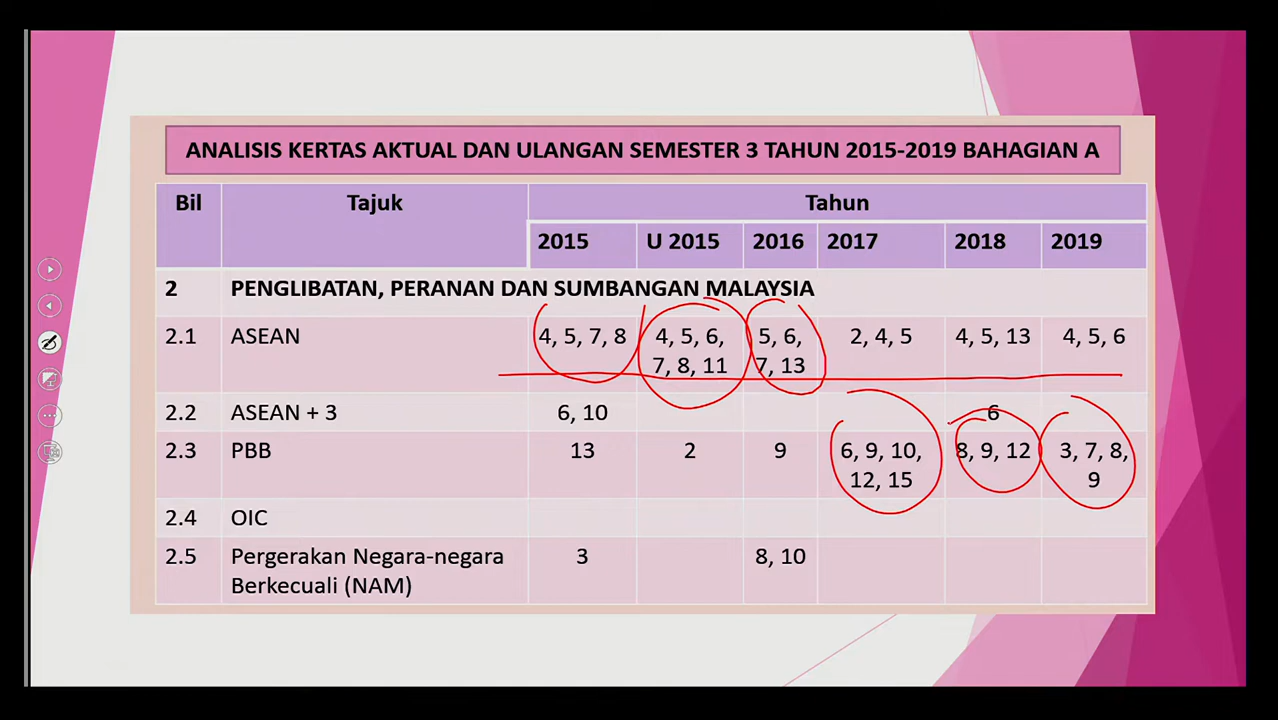 ANALISIS KERTAS AKTUAL DAN ULANGAN SEMESTER 3 TAHUN 2015-2019 BAHAGIAN A
Bil Tajuk Tahun
2015 U 2015 2016 2017 2018 2019
2 PENGLIBATAN, PERANAN DAN SUMBANGAN MALAYSIA
2.1 ASEAN 4, 5, 7, 8 4, 5, 6, 5, 6, 2, 4, 5 4, 5, 13 4, 5, 6
7, 8, 11 7, 13
2.2 ASEAN + 3 6, 10 6
2.3 PBB 13 2 9 6, 9, 10, 8, 9, 12 3, 7, 8,
12, 15 9
2.4 OIC
2.5 Pergerakan Negara-negara 3 8, 10
Berkecuali (NAM)